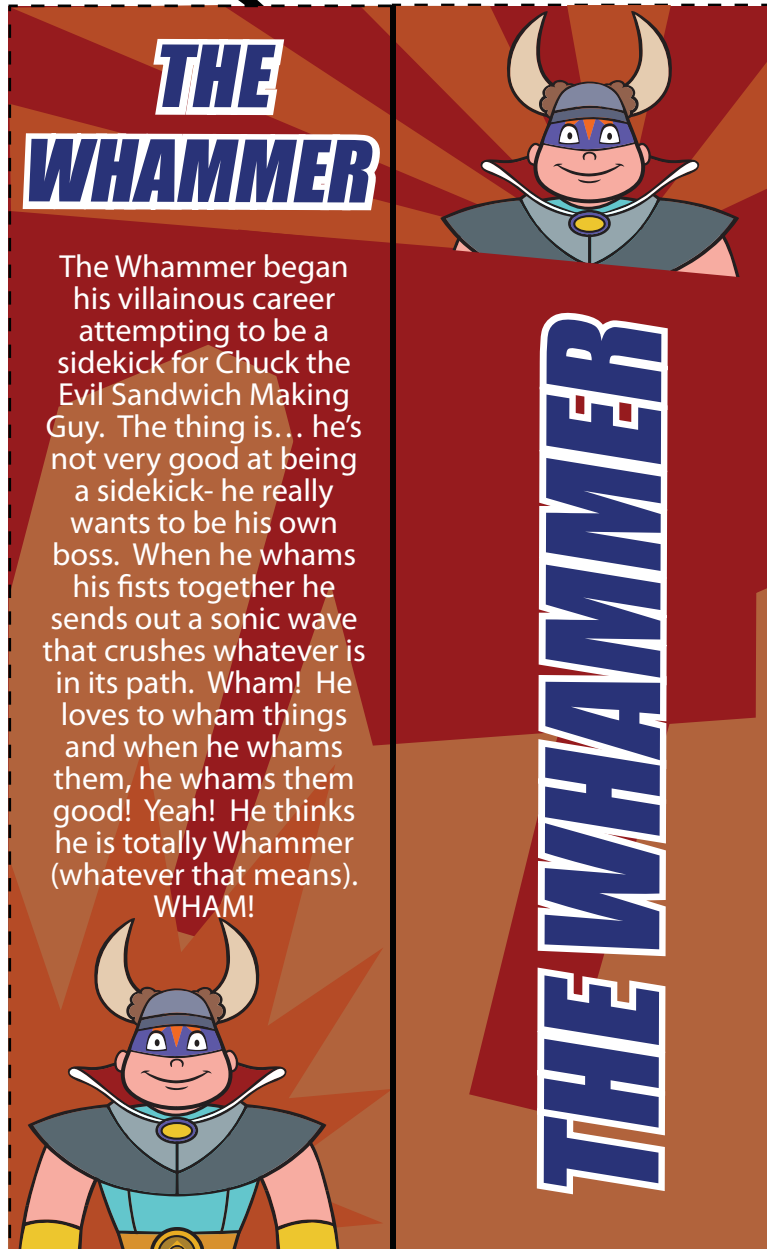 THE
WHAMMER
The Whammer began
his villainous career
attempting to be a
sidekick for Chuck the
Evil Sandwich Making
Guy.  The thing is… he’s
not very good at being
a sidekick- he really
wants to be his own
boss.  When he whams
his fists together he
sends out a sonic wave
that crushes whatever is
in its path.  Wham!  He
loves to wham things
and when he whams
them, he whams them
good!  Yeah!  He thinks
he is totally Whammer
(whatever that means).
WHAM!
THE WHAMMER